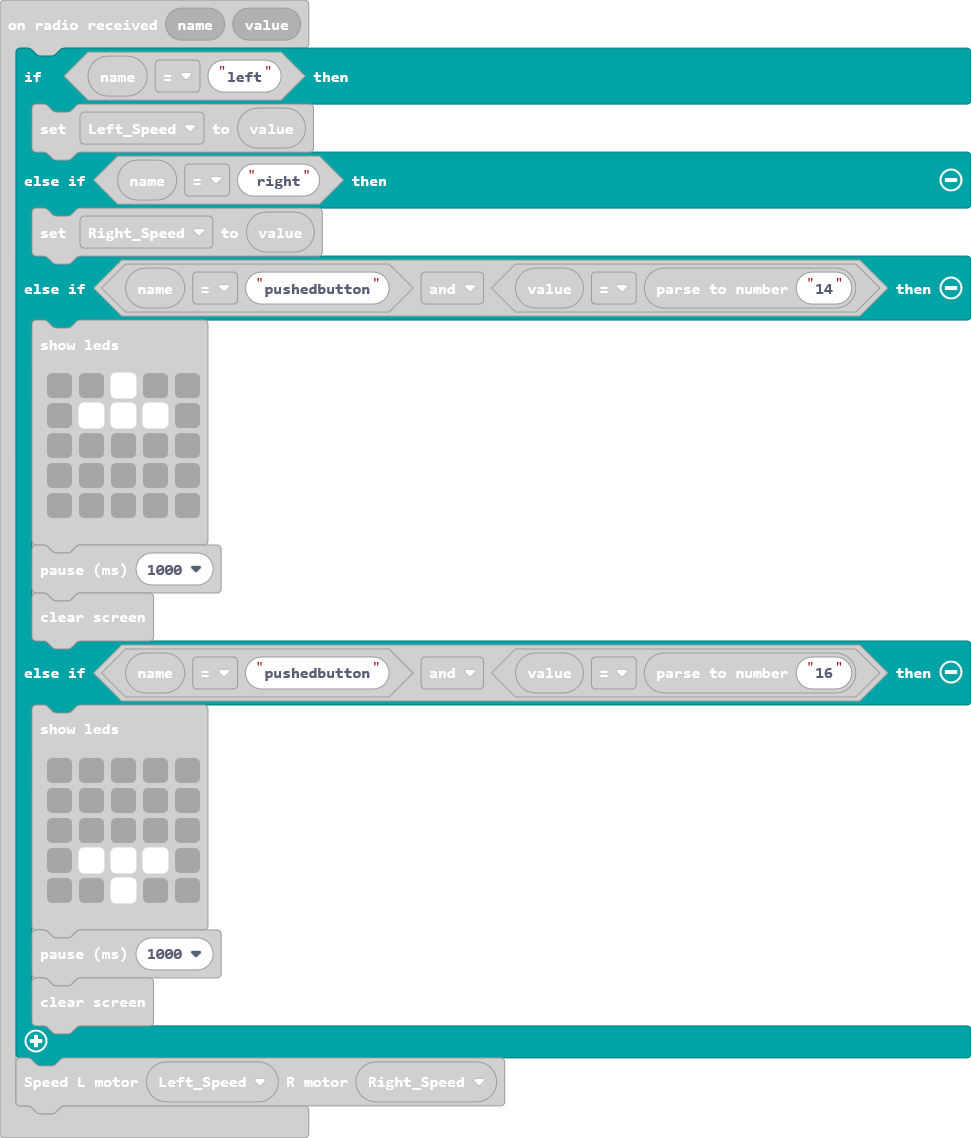 on radio received name value
if name = "left" then
set Left_Speed to value
else if name = "right" then
set Right_Speed to value
else if name = "pushedbutton" and value = parse to number "14" then
show leds
pause (ms) 1000
clear screen
else if name = "pushedbutton" and value = parse to number "16" then
show leds
pause (ms) 1000
clear screen
Speed L motor Left_Speed R motor Right_Speed